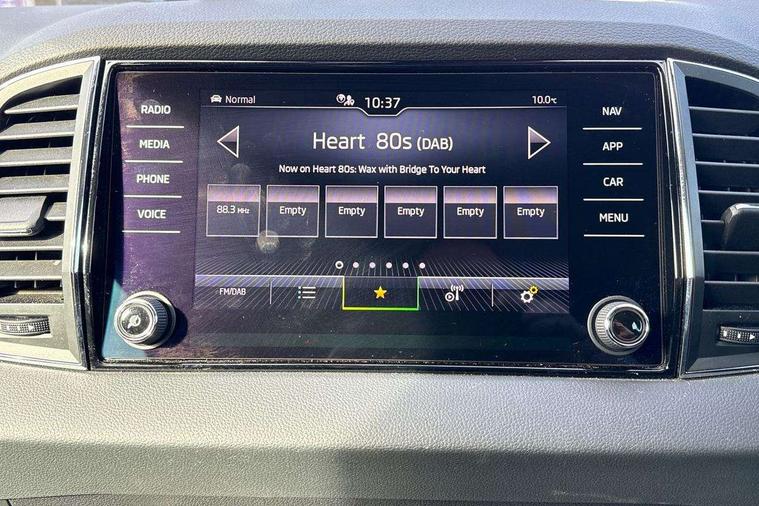 RADIO
MEDIA
PHONE
VOICE
Normal
10:37
10.0°C
Heart 80s (DAB)
Now on Heart 80s: Wax with Bridge To Your Heart
88.3 MHz
Empty
Empty
Empty
Empty
Empty
FM/DAB
NAV
APP
CAR
MENU